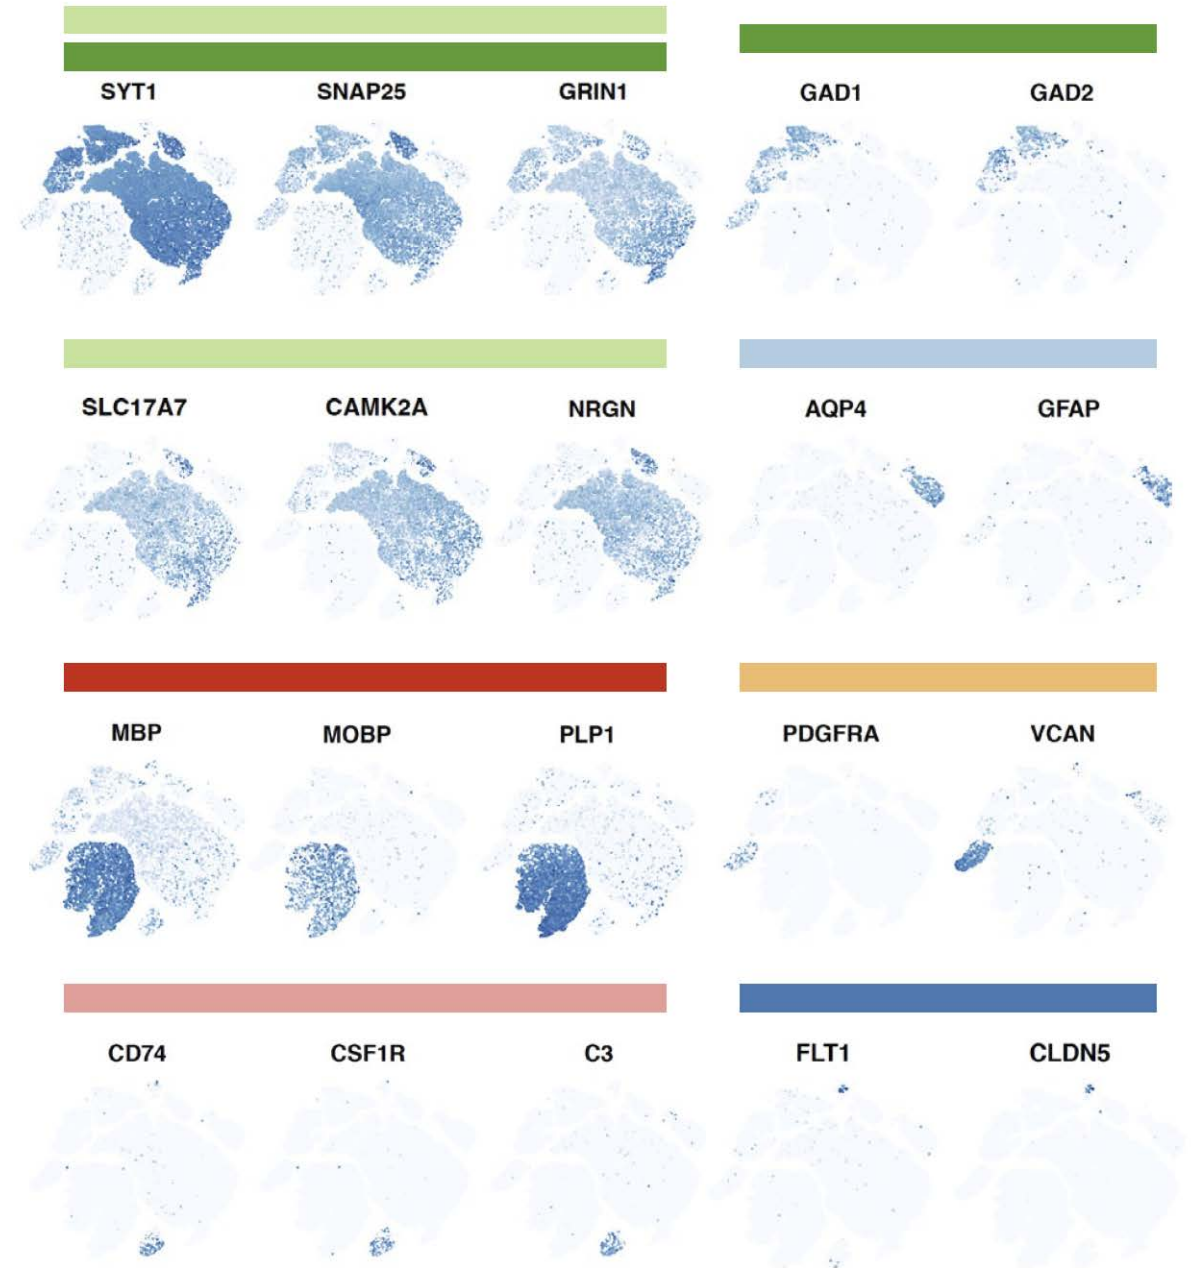 SYT1 SNAP25 GRIN1 GAD1 GAD2
SLC17A7 CAMK2A NRGN AQP4 GFAP
MBP MOBP PLP1 PDGFRA VCAN
CD74 CSF1R C3 FLT1 CLDN5